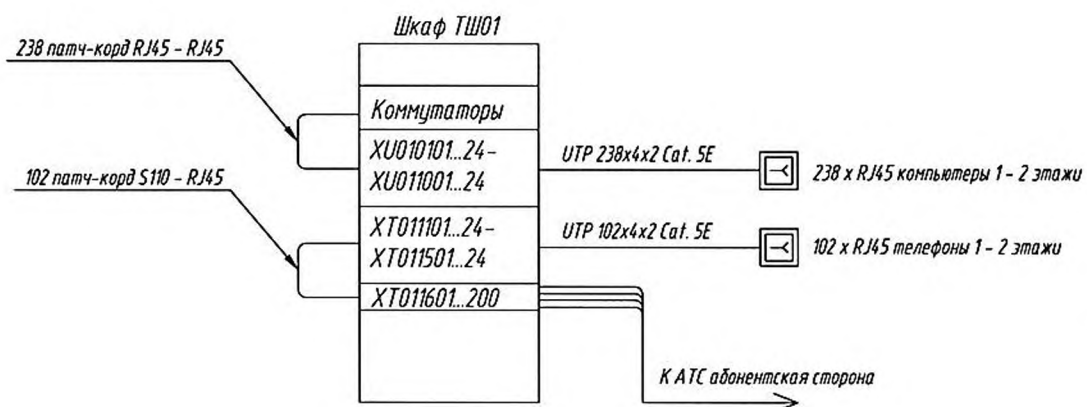 Шкаф ТШ01
238 патч-корд RJ45 - RJ45
Коммутаторы
XU010101...24-
XU011001...24
UTP 238x4x2 Cat. 5E
238 x RJ45 компьютеры 1 - 2 этажи
102 патч-корд S110 - RJ45
XT011101...24-
XT011501...24
UTP 102x4x2 Cat. 5E
102 x RJ45 телефоны 1 - 2 этажи
XT011601...200
К АТС абонентская сторона